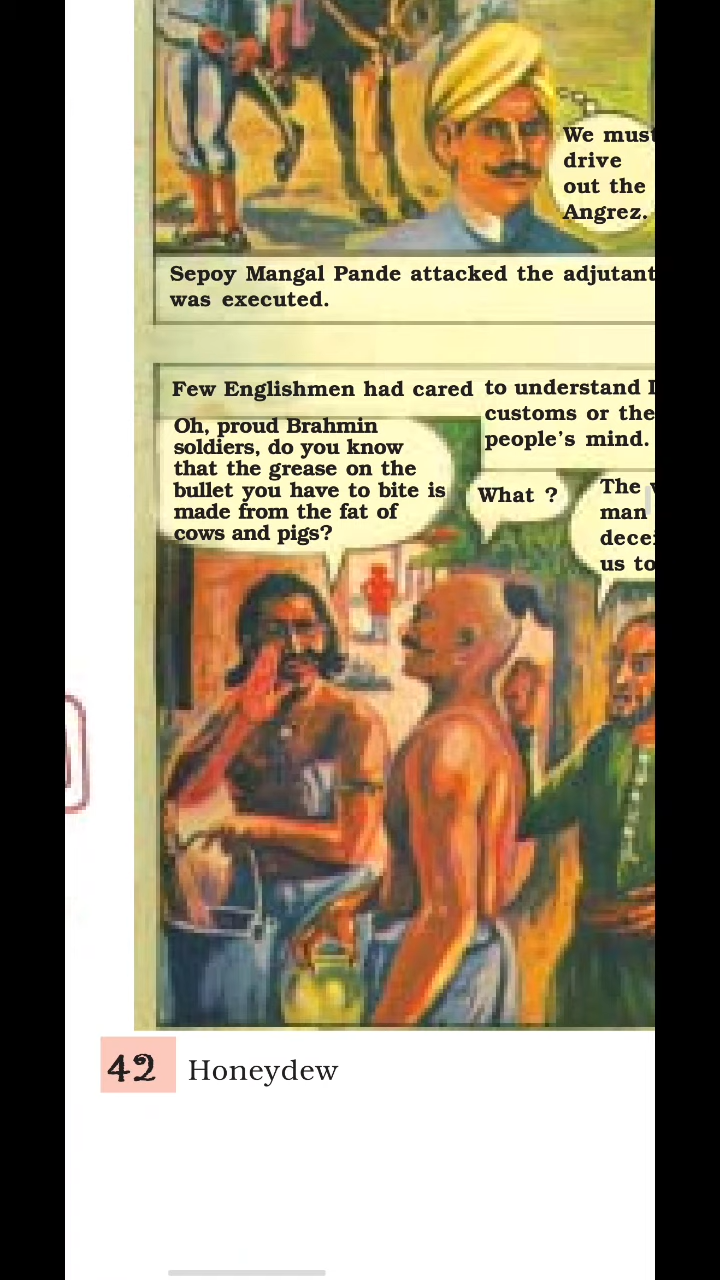 We must
drive
out the
Angrez.
Sepoy Mangal Pande attacked the adjutant
was executed.
Few Englishmen had cared to understand
customs or the
people's mind.
Oh, proud Brahmin
soldiers, do you know
that the grease on the
bullet you have to bite is
made from the fat of
cows and pigs?
What ?
The
man
us to
42 Honeydew